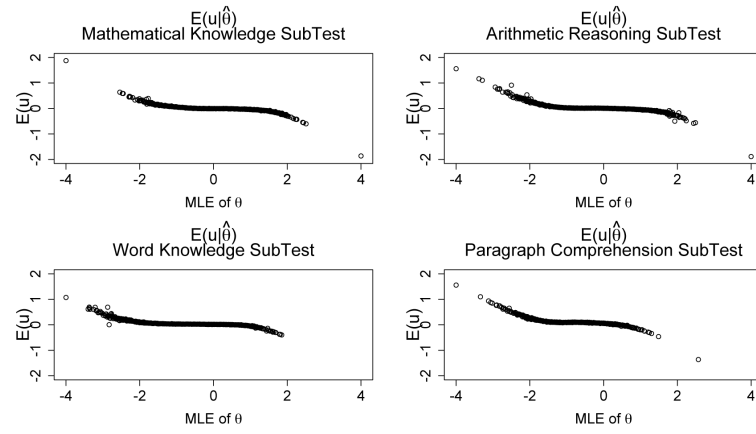 E(u|θ̂)
Mathematical Knowledge SubTest
E(u)
2
1
0
-1
-2
-4 -2 0 2 4
MLE of θ
E(u|θ̂)
Arithmetic Reasoning SubTest
E(u)
2
1
0
-1
-2
-4 -2 0 2 4
MLE of θ
E(u|θ̂)
Word Knowledge SubTest
E(u)
2
1
0
-1
-2
-4 -2 0 2 4
MLE of θ
E(u|θ̂)
Paragraph Comprehension SubTest
E(u)
2
1
0
-1
-2
-4 -2 0 2 4
MLE of θ